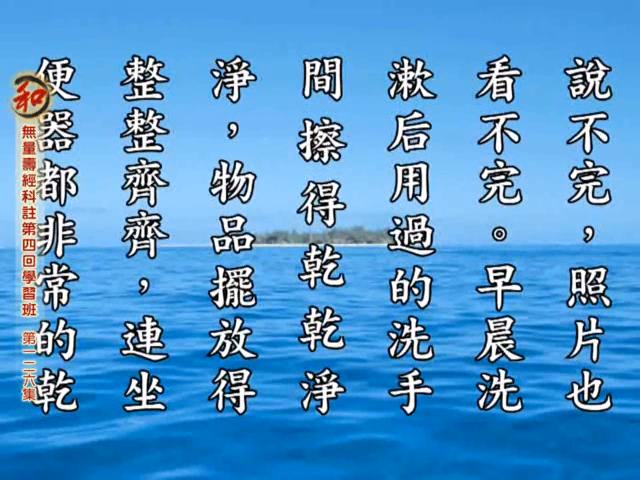 說不完，照片也
看不完。早晨洗
漱后用過的洗手
間擦得乾乾淨
淨，物品擺放得
整整齊齊，連坐
便器都非常的乾
和
無量壽經科註第四回學習班 第一二六集